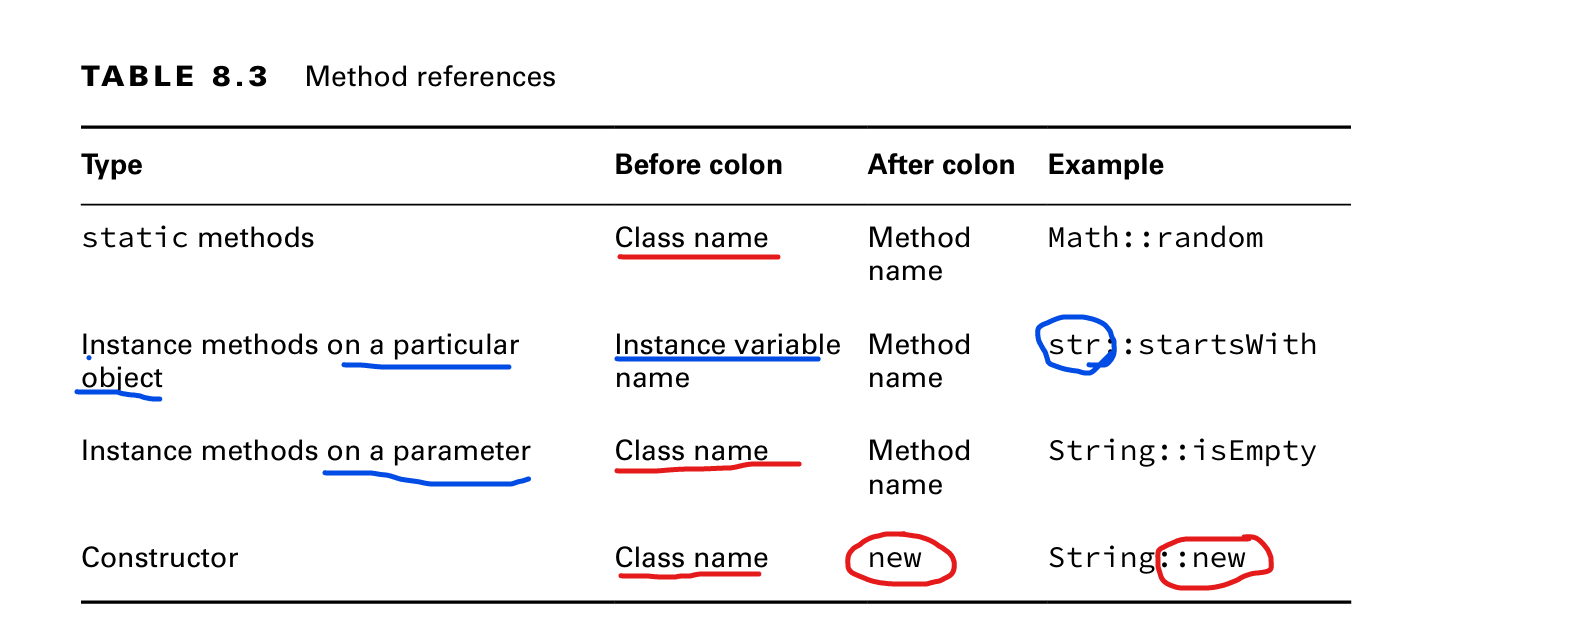 TABLE 8.3 Method references
Type Before colon After colon Example
static methods Class name Method name Math::random
Instance methods on a particular object Instance variable name Method name str::startsWith
Instance methods on a parameter Class name Method name String::isEmpty
Constructor Class name new String::new